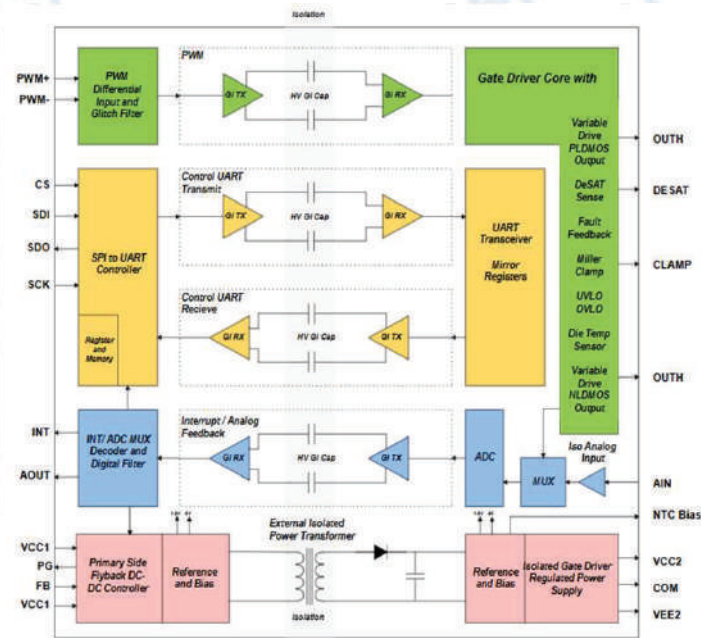 Isolation
PWM+
PWM-
PWM
Differential
Input and
Glitch Filter
PWM
GI TX
HV GI Cap
GI RX
Gate Driver Core with
Variable
Drive
PLDMOS
Output
DeSAT
Sense
Fault
Feedback
Miller
Clamp
UVLO
OVLO
Die Temp
Sensor
Variable
Drive
NLDMOS
Output
OUTH
DESAT
CLAMP
OUTH
CS
SDI
SDO
SCK
SPI to UART
Controller
Register
and
Memory
Control UART
Transmit
GI TX
HV GI Cap
GI RX
UART
Transceiver
Mirror
Registers
Control UART
Recieve
GI RX
HV GI Cap
GI TX
INT
AOUT
INT/ ADC MUX
Decoder and
Digital Filter
Interrupt / Analog
Feedback
GI RX
HV GI Cap
GI TX
ADC
MUX
Iso Analog
Input
AIN
NTC Bias
VCC1
PG
FB
VCC1
Primary Side
Flyback DC-
DC Controller
Reference
and Bias
External Isolated
Power Transformer
Isolation
Reference
and Bias
Isolated Gate Driver
Regulated Power
Supply
VCC2
COM
VEE2